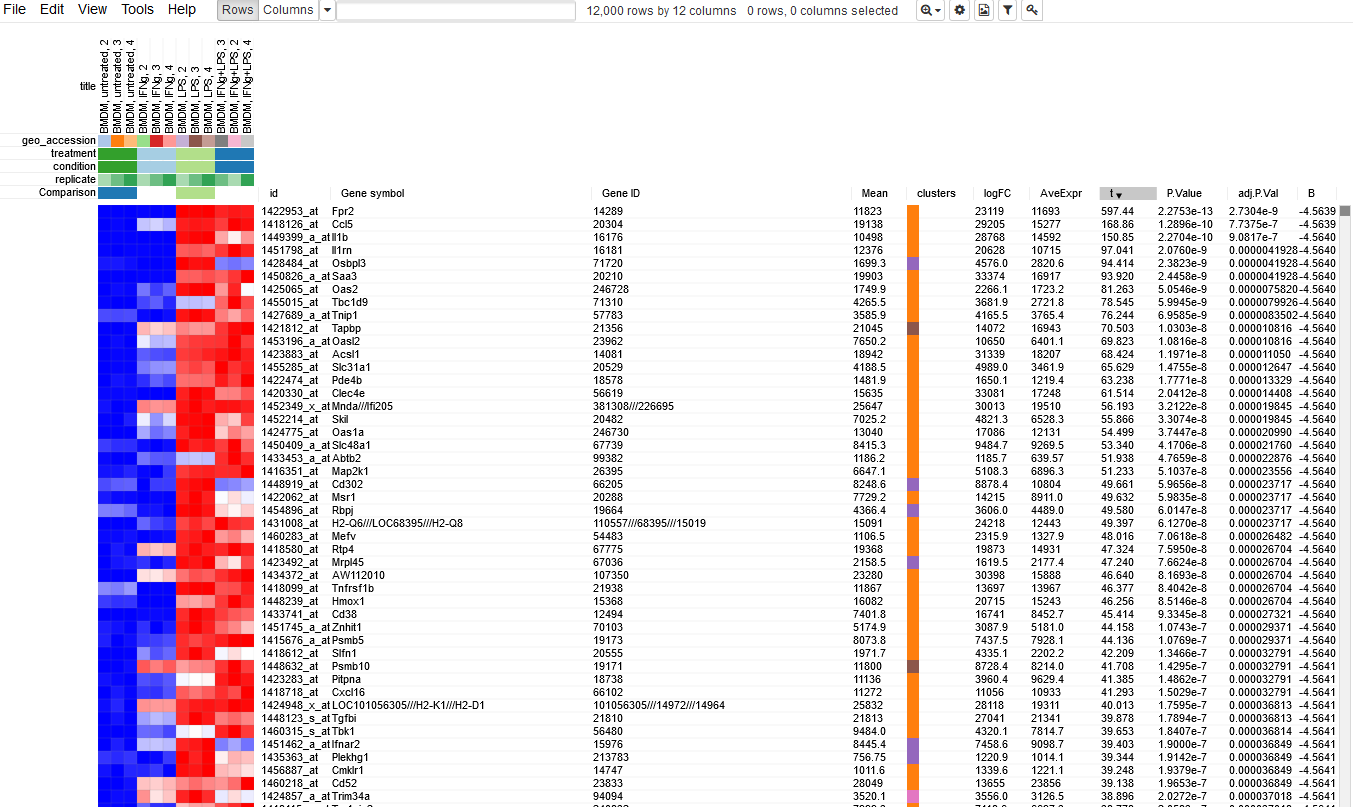 File Edit View Tools Help Rows Columns 12,000 rows by 12 columns 0 rows, 0 columns selected
BMDM, untreated, 2
BMDM, untreated, 3
BMDM, untreated, 4
BMDM, IFNg, 2
BMDM, IFNg, 3
BMDM, IFNg, 4
BMDM, LPS, 2
BMDM, LPS, 3
BMDM, LPS, 4
BMDM, IFNg+LPS, 3
BMDM, IFNg+LPS, 2
BMDM, IFNg+LPS, 4
title
geo_accession
treatment
condition
replicate
Comparison
id Gene symbol Gene ID Mean clusters logFC AveExpr t P.Value adj.P.Val B
1422953_at Fpr2 14289 11823 23119 11693 597.44 2.2753e-13 2.7304e-9 -4.5639
1418126_at Ccl5 20304 19138 29205 15277 168.86 1.2896e-10 7.7375e-7 -4.5639
1449399_a_at Il1b 16176 10498 28768 14592 150.85 2.2704e-10 9.0817e-7 -4.5640
1451798_at Il1rn 16181 12376 20628 10715 97.041 2.0760e-9 0.0000041928 -4.5640
1428484_at Osbpl3 71720 1699.3 4576.0 2820.6 94.414 2.3823e-9 0.0000041928 -4.5640
1450826_a_at Saa3 20210 19903 33374 16917 93.920 2.4458e-9 0.0000041928 -4.5640
1425065_at Oas2 246728 1749.9 2266.1 1723.2 81.263 5.0546e-9 0.0000075820 -4.5640
1455015_at Tbc1d9 71310 4265.5 3681.9 2721.8 78.545 5.9945e-9 0.0000079926 -4.5640
1427689_a_at Tnip1 57783 3585.9 4165.5 3765.4 76.244 6.9585e-9 0.0000083502 -4.5640
1421812_at Tapbp 21356 21045 14072 16943 70.503 1.0303e-8 0.000010816 -4.5640
1453196_a_at Oasl2 23962 7650.2 10650 6401.1 69.823 1.0816e-8 0.000010816 -4.5640
1423883_at Acsl1 14081 18942 31339 18207 68.424 1.1971e-8 0.000011050 -4.5640
1455285_at Slc31a1 20529 4188.5 4989.0 3461.9 65.629 1.4755e-8 0.000012647 -4.5640
1422474_at Pde4b 18578 1481.9 1650.1 1219.4 63.238 1.7771e-8 0.000013329 -4.5640
1420330_at Clec4e 56619 15635 33081 17248 61.514 2.0412e-8 0.000014408 -4.5640
1452349_x_at Mnda///Ifi205 381308///226695 25647 30013 19510 56.193 3.2122e-8 0.000019845 -4.5640
1452214_at Skil 20482 7025.2 4821.3 6528.3 55.866 3.3074e-8 0.000019845 -4.5640
1424775_at Oas1a 246730 13040 17086 12131 54.499 3.7447e-8 0.000020990 -4.5640
1450409_a_at Slc48a1 67739 8415.3 9484.7 9269.5 53.340 4.1706e-8 0.000021760 -4.5640
1433453_a_at Abtb2 99382 1186.2 1185.7 639.57 51.938 4.7659e-8 0.000022876 -4.5640
1416351_at Map2k1 26395 6647.1 5108.3 6896.3 51.233 5.1037e-8 0.000023556 -4.5640
1448919_at Cd302 66205 8248.6 8878.4 10804 49.661 5.9656e-8 0.000023717 -4.5640
1422062_at Msr1 20288 7729.2 14215 8911.0 49.632 5.9835e-8 0.000023717 -4.5640
1454896_at Rbpj 19664 4366.4 3606.0 4489.0 49.580 6.0147e-8 0.000023717 -4.5640
1431008_at H2-Q6///LOC68395///H2-Q8 110557///68395///15019 15091 24218 12443 49.397 6.1270e-8 0.000023717 -4.5640
1460283_at Mefv 54483 1106.5 2315.9 1327.9 48.016 7.0618e-8 0.000026482 -4.5640
1418580_at Rtp4 67775 19368 19873 14931 47.324 7.5950e-8 0.000026704 -4.5640
1423492_at Mrpl45 67036 2158.5 1619.5 2177.4 47.240 7.6624e-8 0.000026704 -4.5640
1434372_at AW112010 107350 23280 30398 15888 46.640 8.1693e-8 0.000026704 -4.5640
1418099_at Tnfrsf1b 21938 11867 13697 13967 46.377 8.4042e-8 0.000026704 -4.5640
1448239_at Hmox1 15368 16082 20715 15243 46.256 8.5146e-8 0.000026704 -4.5640
1433741_at Cd38 12494 7401.8 16741 8452.7 45.414 9.3345e-8 0.000027321 -4.5640
1451745_a_at Znhit1 70103 5174.9 3087.9 5181.0 44.158 1.0743e-7 0.000029371 -4.5640
1415676_a_at Psmb5 19173 8073.8 7437.5 7928.1 44.136 1.0769e-7 0.000029371 -4.5640
1418612_at Slfn1 20555 1971.7 4335.1 2202.2 42.209 1.3466e-7 0.000032791 -4.5640
1448632_at Psmb10 19171 11800 8728.4 8214.0 41.708 1.4295e-7 0.000032791 -4.5641
1423283_at Pitpna 18738 11136 3960.4 9629.4 41.385 1.4862e-7 0.000032791 -4.5641
1418718_at Cxcl16 66102 11272 11056 10933 41.293 1.5029e-7 0.000032791 -4.5641
1424948_x_at LOC101056305///H2-K1///H2-D1 101056305///14972///14964 25832 28118 19311 40.013 1.7595e-7 0.000036813 -4.5641
1448123_s_at Tgfbi 21810 21813 27041 21341 39.878 1.7894e-7 0.000036813 -4.5641
1460315_s_at Tbk1 56480 9484.0 4320.1 7814.7 39.653 1.8407e-7 0.000036814 -4.5641
1451462_a_at Ifnar2 15976 8445.4 7458.6 9098.7 39.403 1.9000e-7 0.000036849 -4.5641
1435363_at Plekhg1 213783 756.75 1220.9 1014.1 39.344 1.9142e-7 0.000036849 -4.5641
1456887_at Cmklr1 14747 1011.6 1339.6 1221.1 39.248 1.9379e-7 0.000036849 -4.5641
1460218_at Cd52 23833 28049 13655 23856 39.138 1.9653e-7 0.000036849 -4.5641
1424857_a_at Trim34a 94094 3520.1 3556.0 3126.5 38.896 2.0272e-7 0.000037018 -4.5641